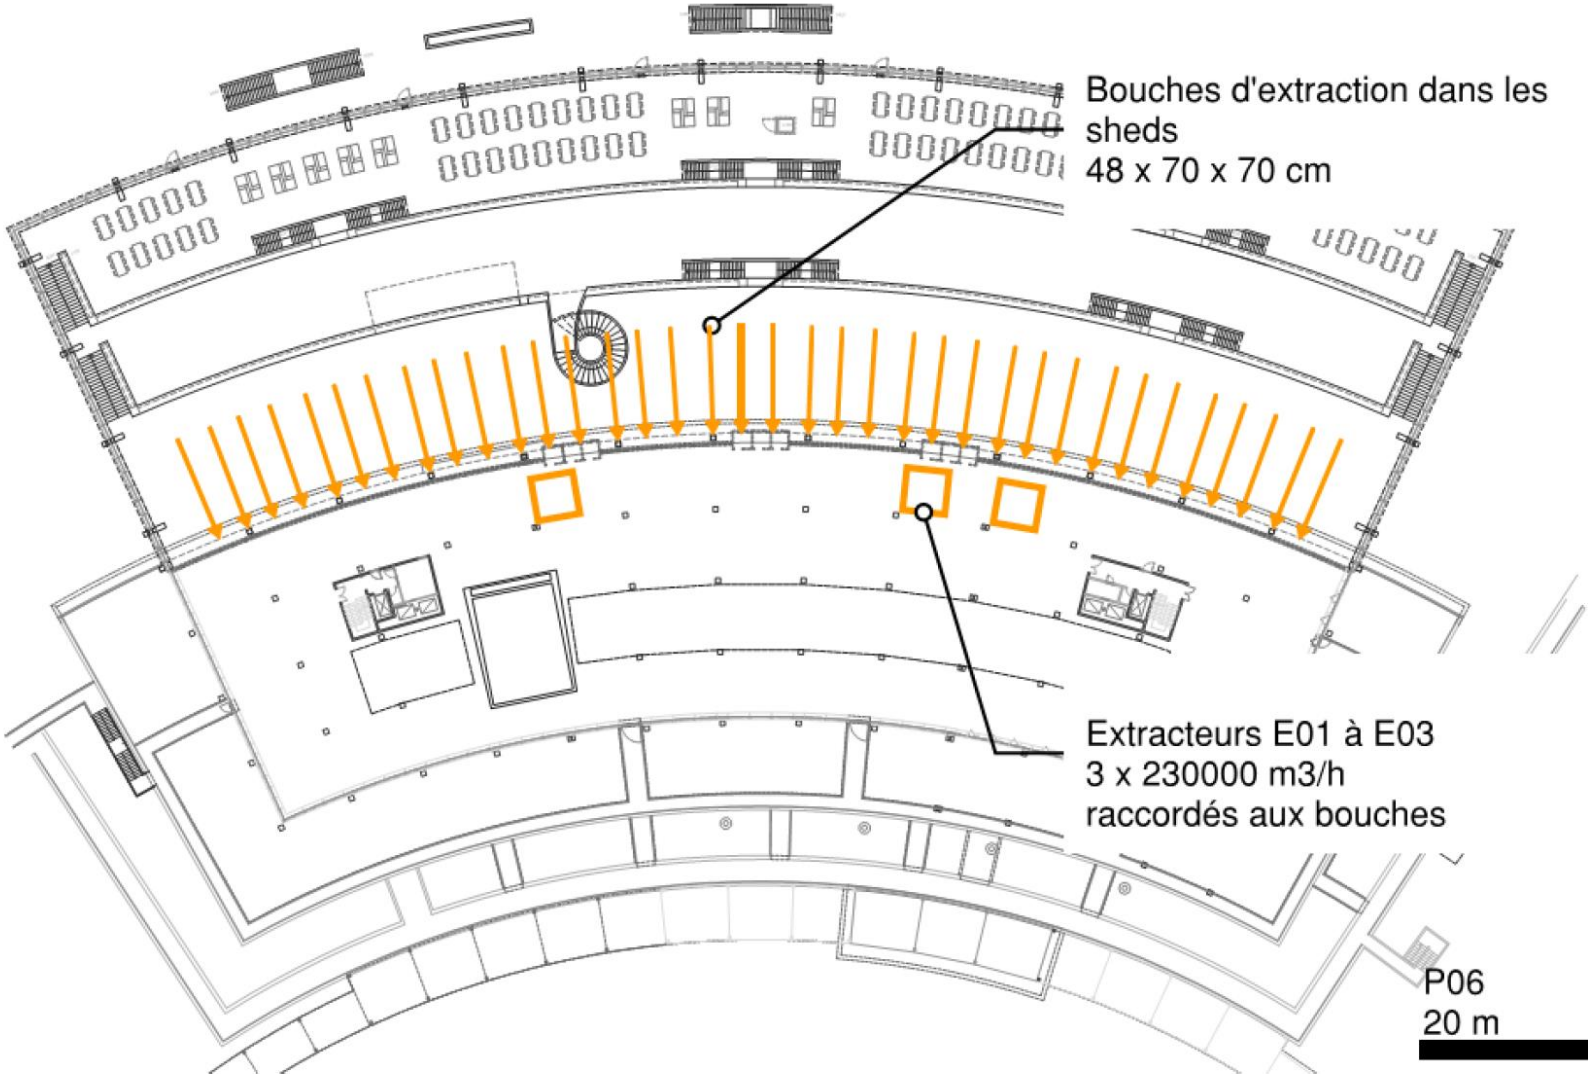 Bouches d'extraction dans les
sheds
48 x 70 x 70 cm
Extracteurs E01 à E03
3 x 230000 m3/h
raccordés aux bouches
P06
20 m